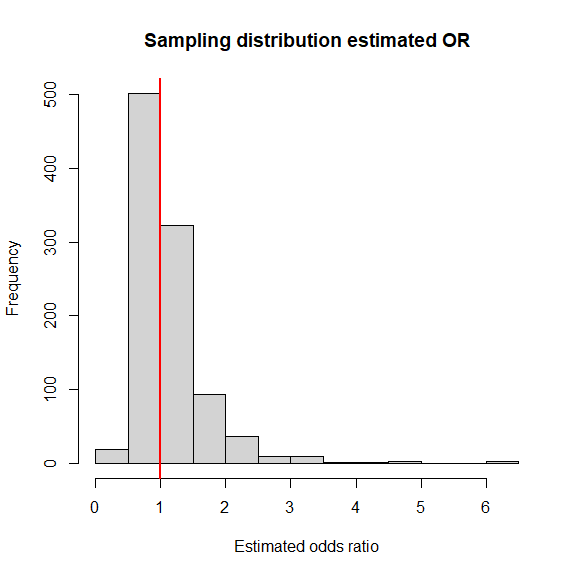 Sampling distribution estimated OR
Frequency
500
400
300
200
100
0
0 1 2 3 4 5 6
Estimated odds ratio